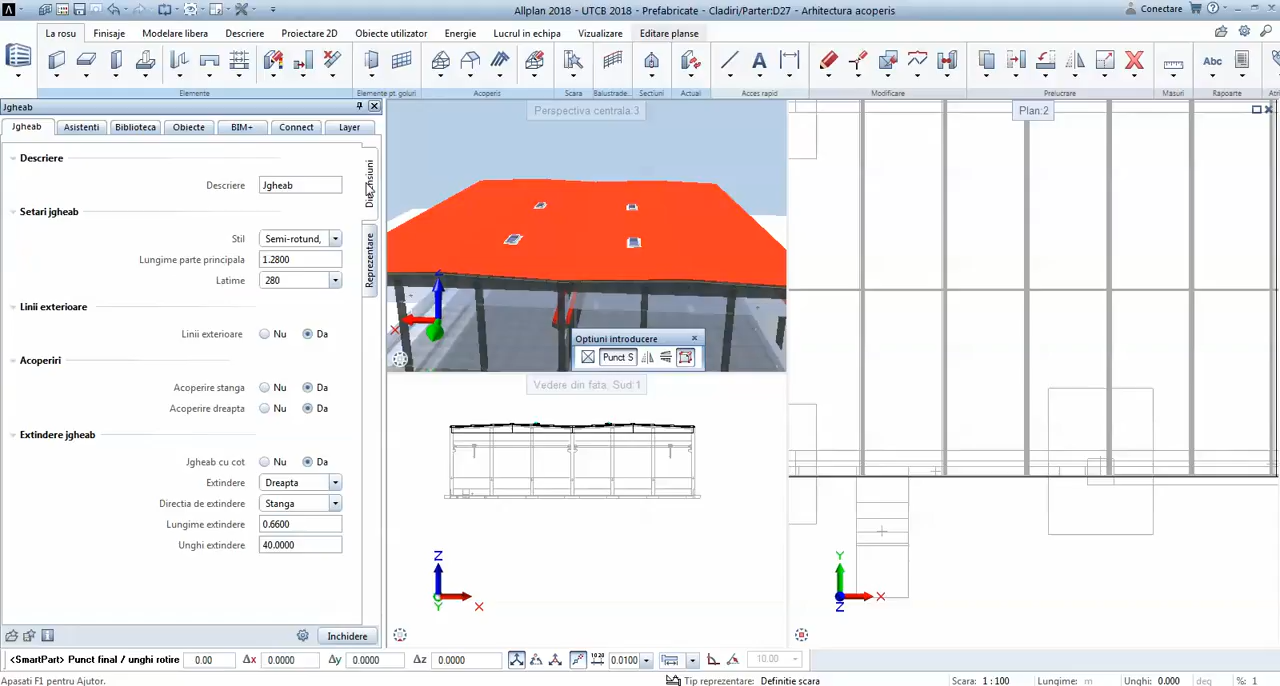 Allplan 2018 - UTCB 2018 - Prefabricate - Cladiri/Parter:D27 - Arhitectura acoperis
Conectare
La rosu Finisaje Modelare libera Descriere Proiectare 2D Obiecte utilizator Energie Lucrul in echipa Vizualizare Editare planse
Abc
Elemente Elemente pt. goluri Acoperis Scara Balustrade... Sectiuni Actual Acces rapid Modificare Prelucrare Masuri Rapoarte
Jgheab
Jgheab Asistenti Biblioteca Obiecte BIM+ Connect Layer
Descriere
Descriere Jgheab
Setari jgheab
Stil Semi-rotund,
Lungime parte principala 1.2800
Latime 280
Linii exterioare
Linii exterioare Nu Da
Acoperiri
Acoperire stanga Nu Da
Acoperire dreapta Nu Da
Extindere jgheab
Jgheab cu cot Nu Da
Extindere Dreapta
Directia de extindere Stanga
Lungime extindere 0.6600
Unghi extindere 40.0000
Reprezentare
Inchidere
Perspectiva centrala:3
Z
X
Optiuni introducere
Punct S
Vedere din fata, Sud:1
Z
Y
X
Plan:2
Y
Z
X
<SmartPart> Punct final / unghi rotire 0.00 Δx 0.0000 Δy 0.0000 Δz 0.0000 10.20 0.0100 10.00
Apasati F1 pentru Ajutor. Tip reprezentare: Definitie scara Scara: 1 : 100 Lungime: m Unghi: 0.000 deg %: 1